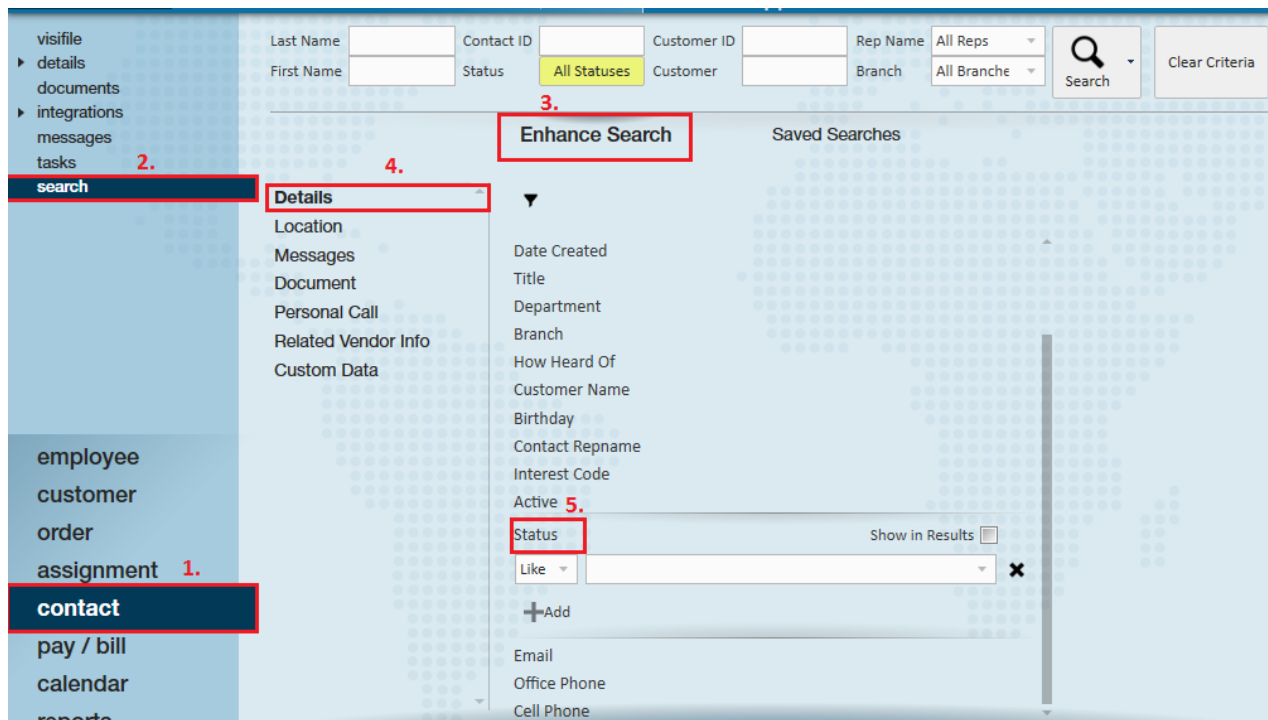 visifile
details
documents
integrations
messages
tasks
2.
search
employee
customer
order
assignment
1.
contact
pay / bill
calendar
Last Name
Contact ID
Customer ID
Rep Name
All Reps
First Name
Status
All Statuses
Customer
Branch
All Branche
Search
Clear Criteria
3.
Enhance Search
Saved Searches
4.
Details
Location
Messages
Document
Personal Call
Related Vendor Info
Custom Data
Date Created
Title
Department
Branch
How Heard Of
Customer Name
Birthday
Contact Repname
Interest Code
Active
5.
Status
Show in Results
Like
Add
Email
Office Phone
Cell Phone